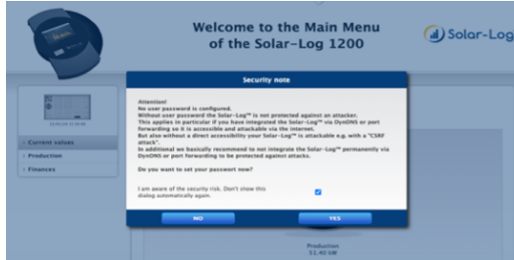 Welcome to the Main Menu
of the Solar-Log 1200
Solar-Log
Security note
Attention!
No user password is configured.
Without user password the Solar-Log™ is not protected against an attacker.
This applies in particular if you have integrated the Solar-Log™ via DynDNS or port
forwarding so it is accessible and attackable via the internet.
But also without a direct accessibility your Solar-Log™ is attackable e.g. with a "CSRF
attack".
In additional we basically recommend to not integrate the Solar-Log™ permanently via
DynDNS or port forwarding to be protected against attacks.
Do you want to set your passwort now?
I am aware of the security risk. Don't show this
dialog automatically again.
NO
YES
› Current values
› Production
› Finances
Production
51.40 kW